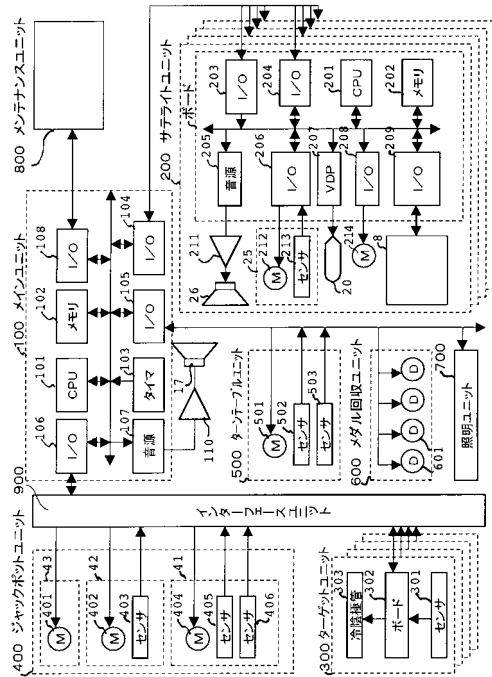 800 メンテナンスユニット
100 メインユニット
108
I/O
102
メモリ
101
CPU
106
I/O
104
I/O
105
I/O
103
タイマ
107
音源
17
110
900
インターフェースユニット
200 サテライトユニット
ボード
203
I/O
204
I/O
201
CPU
202
メモリ
205
音源
206
I/O
207
VDP
208
I/O
209
I/O
211
26
212
M
213
センサ
25
20
214
M
8
500 ターンテーブルユニット
501
M
502
センサ
503
センサ
600 メダル回収ユニット
D
D
D
D
601
700
照明ユニット
400 ジャックポットユニット
43
401
M
42
402
M
403
センサ
41
404
M
405
センサ
406
センサ
300 ターゲットユニット
303
冷陰極管
302
ボード
301
センサ